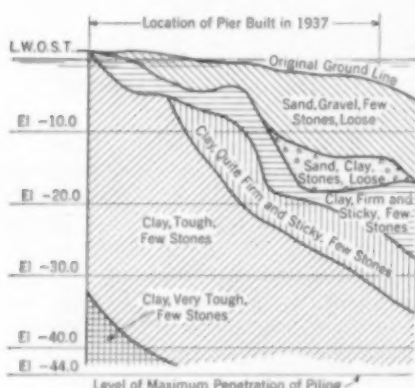 Location of Pier Built in 1937
L.W.O.S.T.
Original Ground Line
Sand, Gravel, Few
Stones, Loose
El -10.0
Sand, Clay,
Stones, Loose
Clay, Quite Firm and Sticky, Few Stones
El -20.0
Clay, Firm and
Sticky, Few
Stones
Clay, Tough,
Few Stones
El -30.0
Clay, Very Tough,
Few Stones
El -40.0
El -44.0
Level of Maximum Penetration of Piling